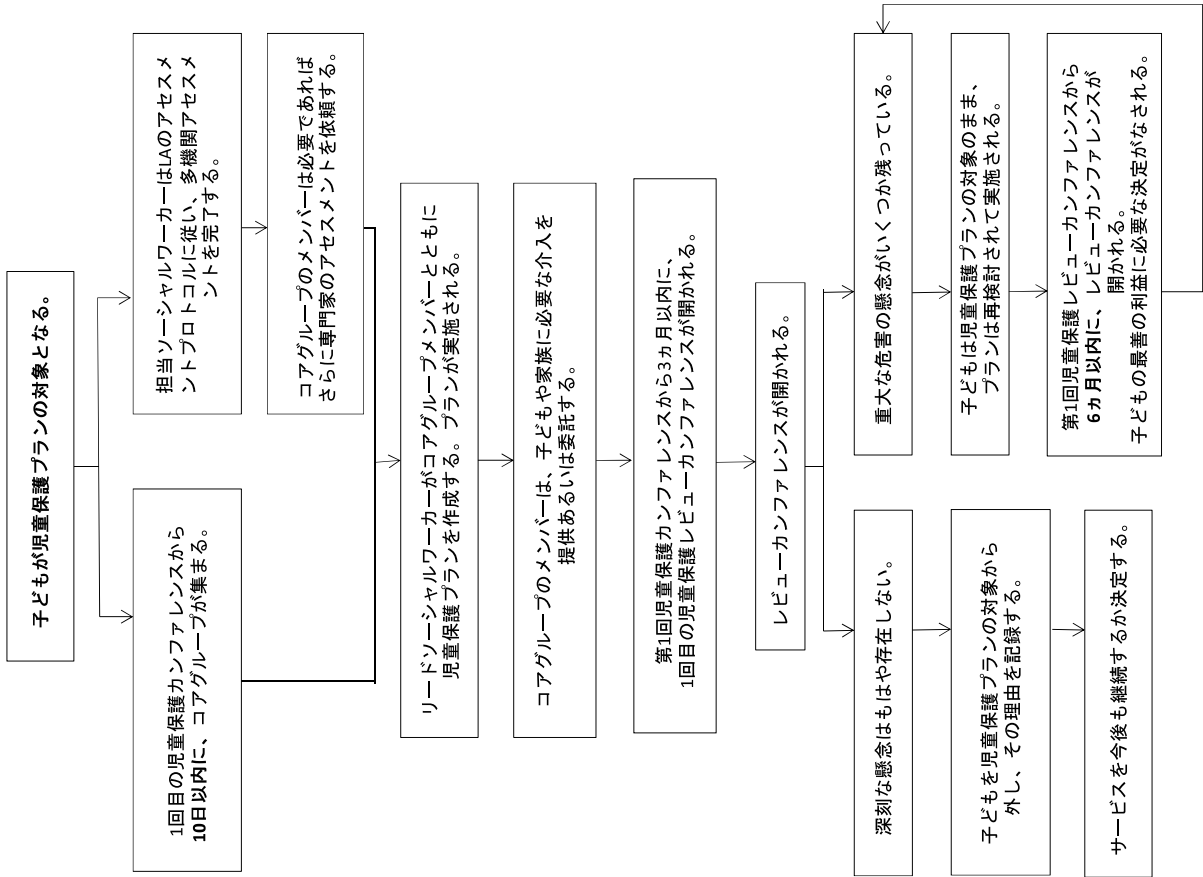 子どもが児童保護プランの対象となる。
1回目の児童保護カンファレンスから
10日以内に、コアグループが集まる。
担当ソーシャルワーカーはLAのアセスメ
ントプロトコルに従い、多機関アセスメ
ントを完了する。
コアグループのメンバーは必要であれば
さらに専門家のアセスメントを依頼する。
リードソーシャルワーカーがコアグループメンバーとともに
児童保護プランを作成する。プランが実施される。
コアグループのメンバーは、子どもや家族に必要な介入を
提供あるいは委託する。
第1回児童保護カンファレンスから3ヵ月以内に、
1回目の児童保護レビューカンファレンスが開かれる。
レビューカンファレンスが開かれる。
深刻な懸念はもはや存在しない。
子どもを児童保護プランの対象から
外し、その理由を記録する。
サービスを今後も継続するか決定する。
重大な危害の懸念がいくつか残っている。
子どもは児童保護プランの対象のまま、
プランは再検討されて実施される。
第1回児童保護レビューカンファレンスから
6ヵ月以内に、レビューカンファレンスが
開かれる。
子どもの最善の利益に必要な決定がなされる。